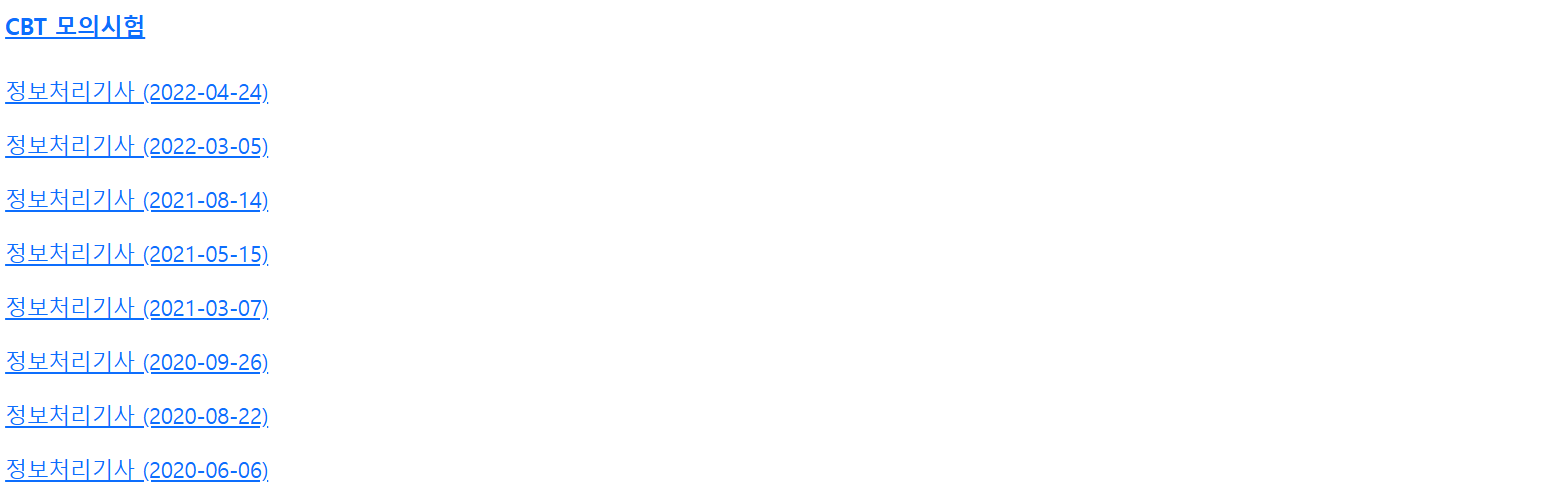 CBT 모의시험
정보처리기사 (2022-04-24)
정보처리기사 (2022-03-05)
정보처리기사 (2021-08-14)
정보처리기사 (2021-05-15)
정보처리기사 (2021-03-07)
정보처리기사 (2020-09-26)
정보처리기사 (2020-08-22)
정보처리기사 (2020-06-06)